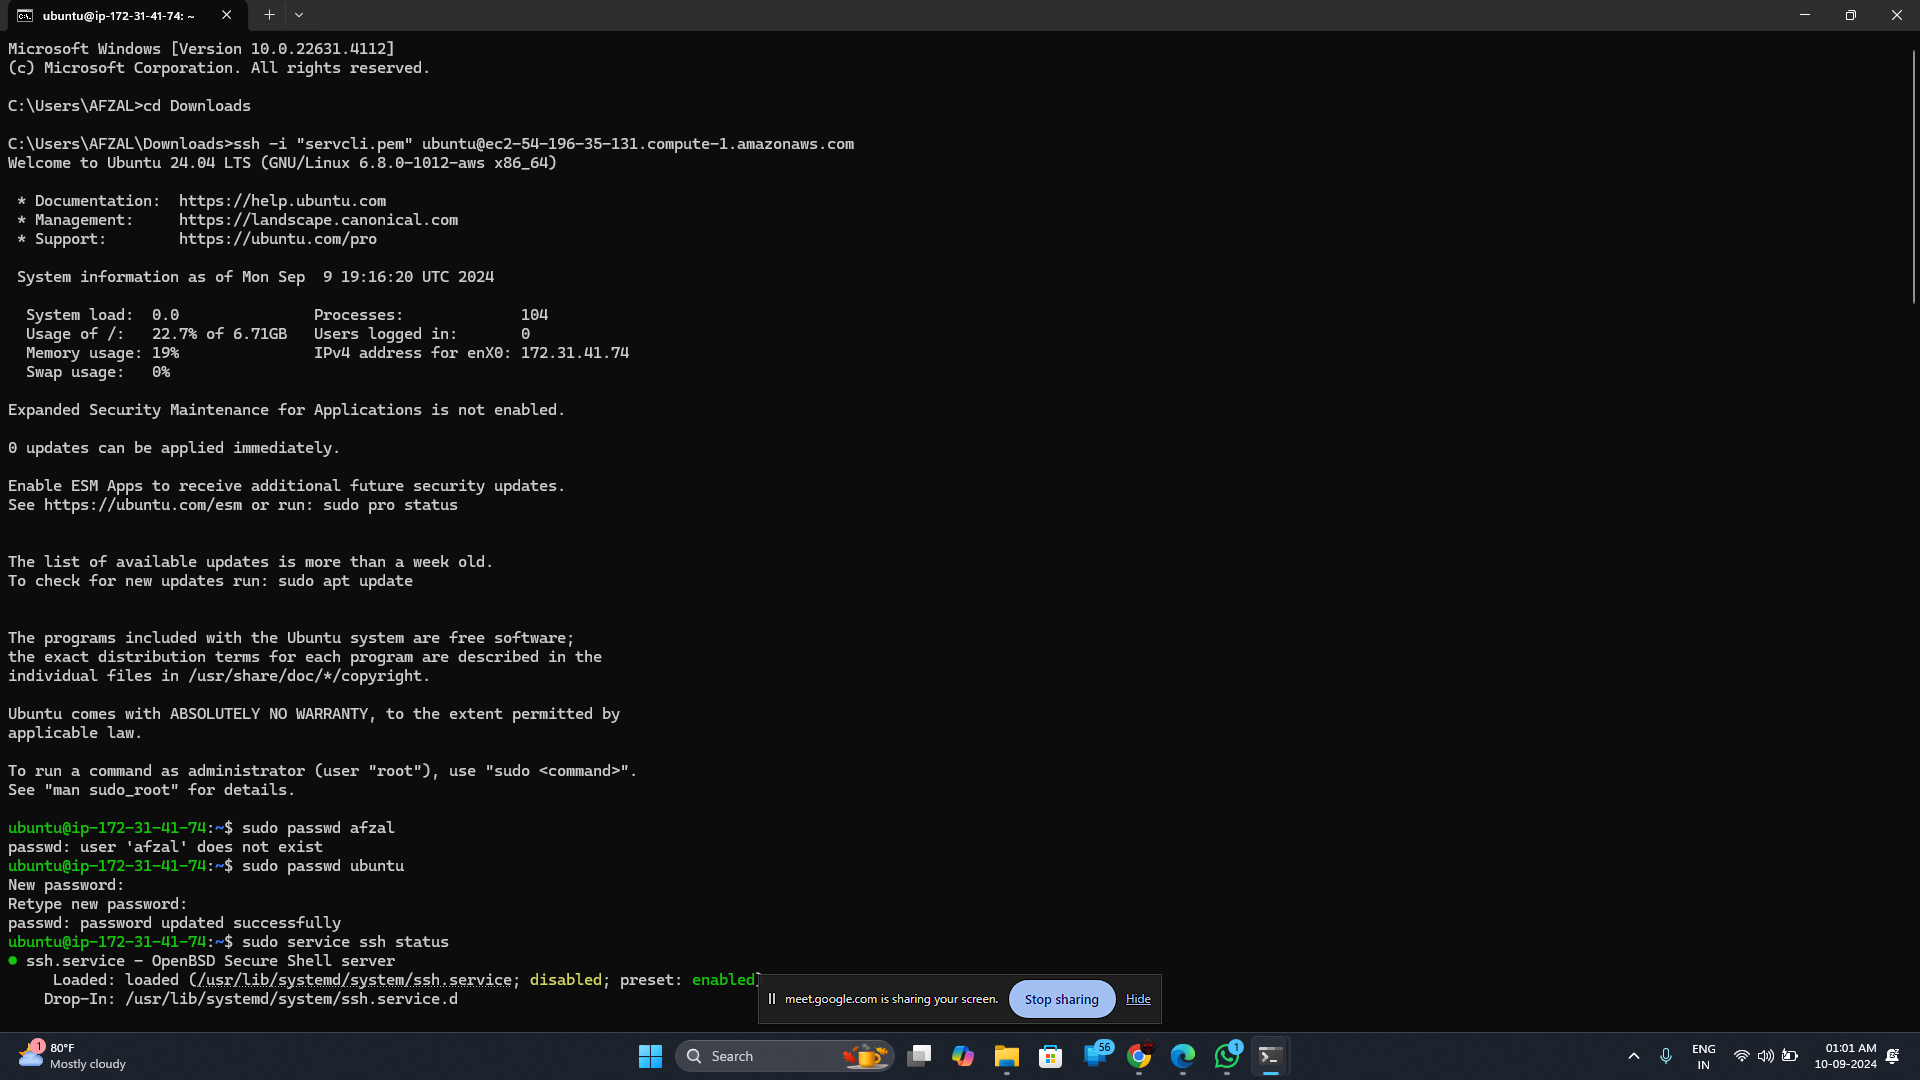 ubuntu@ip-172-31-41-74: ~
Microsoft Windows [Version 10.0.22631.4112]
(c) Microsoft Corporation. All rights reserved.
C:\Users\AFZAL>cd Downloads
C:\Users\AFZAL\Downloads>ssh -i "servcli.pem" ubuntu@ec2-54-196-35-131.compute-1.amazonaws.com
Welcome to Ubuntu 24.04 LTS (GNU/Linux 6.8.0-1012-aws x86_64)
* Documentation:  https://help.ubuntu.com
* Management:     https://landscape.canonical.com
* Support:        https://ubuntu.com/pro
System information as of Mon Sep  9 19:16:20 UTC 2024
System load:  0.0               Processes:             104
Usage of /:   22.7% of 6.71GB   Users logged in:       0
Memory usage: 19%               IPv4 address for enX0: 172.31.41.74
Swap usage:   0%
Expanded Security Maintenance for Applications is not enabled.
0 updates can be applied immediately.
Enable ESM Apps to receive additional future security updates.
See https://ubuntu.com/esm or run: sudo pro status
The list of available updates is more than a week old.
To check for new updates run: sudo apt update
The programs included with the Ubuntu system are free software;
the exact distribution terms for each program are described in the
individual files in /usr/share/doc/*/copyright.
Ubuntu comes with ABSOLUTELY NO WARRANTY, to the extent permitted by
applicable law.
To run a command as administrator (user "root"), use "sudo <command>".
See "man sudo_root" for details.
ubuntu@ip-172-31-41-74:~$ sudo passwd afzal
passwd: user 'afzal' does not exist
ubuntu@ip-172-31-41-74:~$ sudo passwd ubuntu
New password:
Retype new password:
passwd: password updated successfully
ubuntu@ip-172-31-41-74:~$ sudo service ssh status
● ssh.service - OpenBSD Secure Shell server
Loaded: loaded (/usr/lib/systemd/system/ssh.service; disabled; preset: enabled)
Drop-In: /usr/lib/systemd/system/ssh.service.d
meet.google.com is sharing your screen.
Stop sharing
Hide
1
80°F
Mostly cloudy
Search
56
1
ENG
IN
01:01 AM
10-09-2024